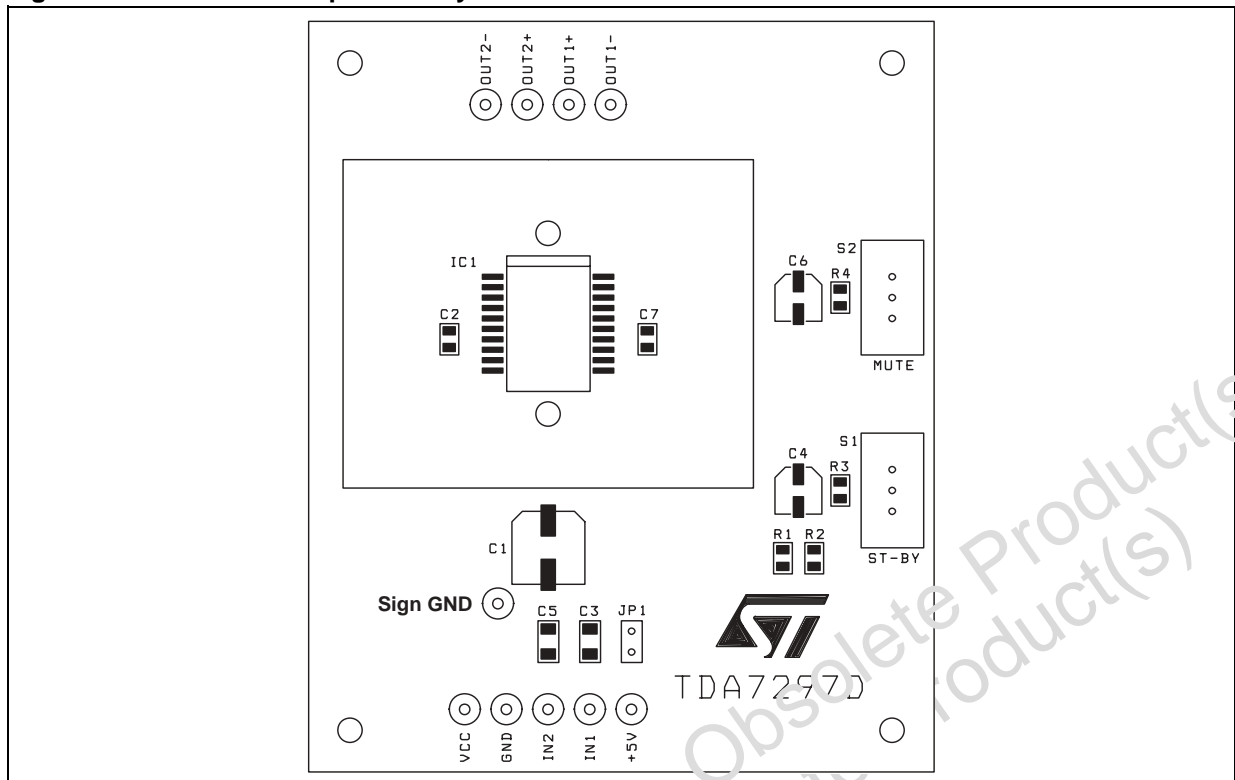 OUT2-
OUT2+
OUT1+
OUT1-
IC1
C2
C7
C6
R4
S2
MUTE
C4
R3
S1
R1
R2
ST-BY
C1
Sign GND
C5
C3
JP1
ST
TDA7297D
VCC
GND
IN2
IN1
+5V
Obsolete Product(s)